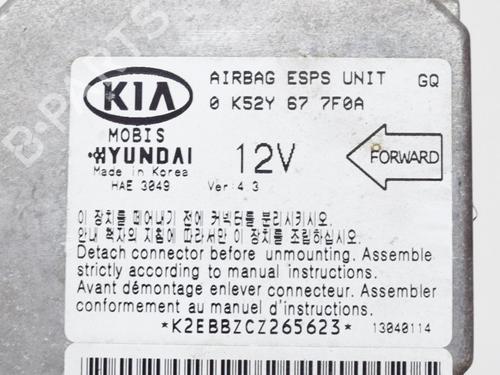 AIRBAG ESPS UNIT GQ
KIA
0 K52Y 67 7F0A
MOBIS
HYUNDAI
12V
FORWARD
Made in Korea
HAE 3049
Ver:4.3
이 장치를 떼어내기 전에 커넥터를 분리시키시오.
안내 책자의 지침에 따라서만 이 장치를 조립하십시오.
Detach connector before unmounting. Assemble
strictly according to manual instructions.
Avant démontage enlever connecteur. Assembler
conformement au manuel d'instructions.
*K2EBBZCZ265623*
13040114
B-PARTS